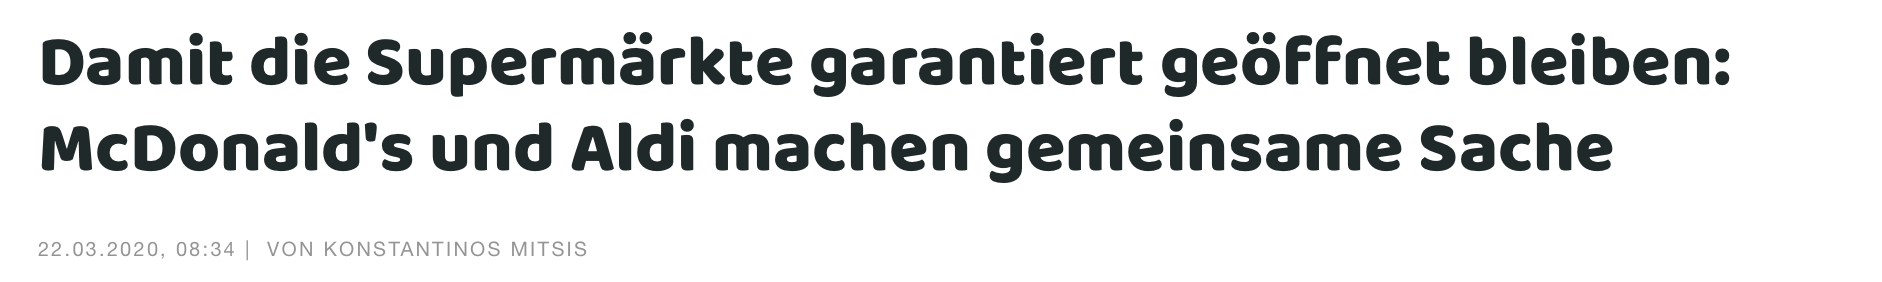 Damit die Supermärkte garantiert geöffnet bleiben:
McDonald's und Aldi machen gemeinsame Sache
22.03.2020, 08:34 | VON KONSTANTINOS MITSIS